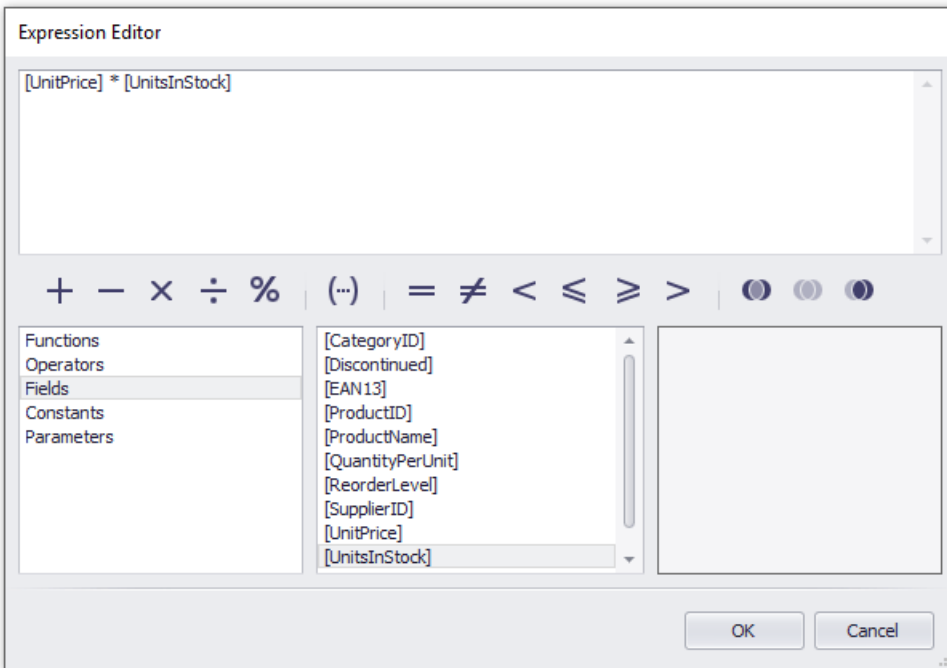 Expression Editor
[UnitPrice] * [UnitsInStock]
+ − × ÷ % (···) = ≠ < ⩽ ⩾ >
Functions
Operators
Fields
Constants
Parameters
[CategoryID]
[Discontinued]
[EAN13]
[ProductID]
[ProductName]
[QuantityPerUnit]
[ReorderLevel]
[SupplierID]
[UnitPrice]
[UnitsInStock]
OK Cancel